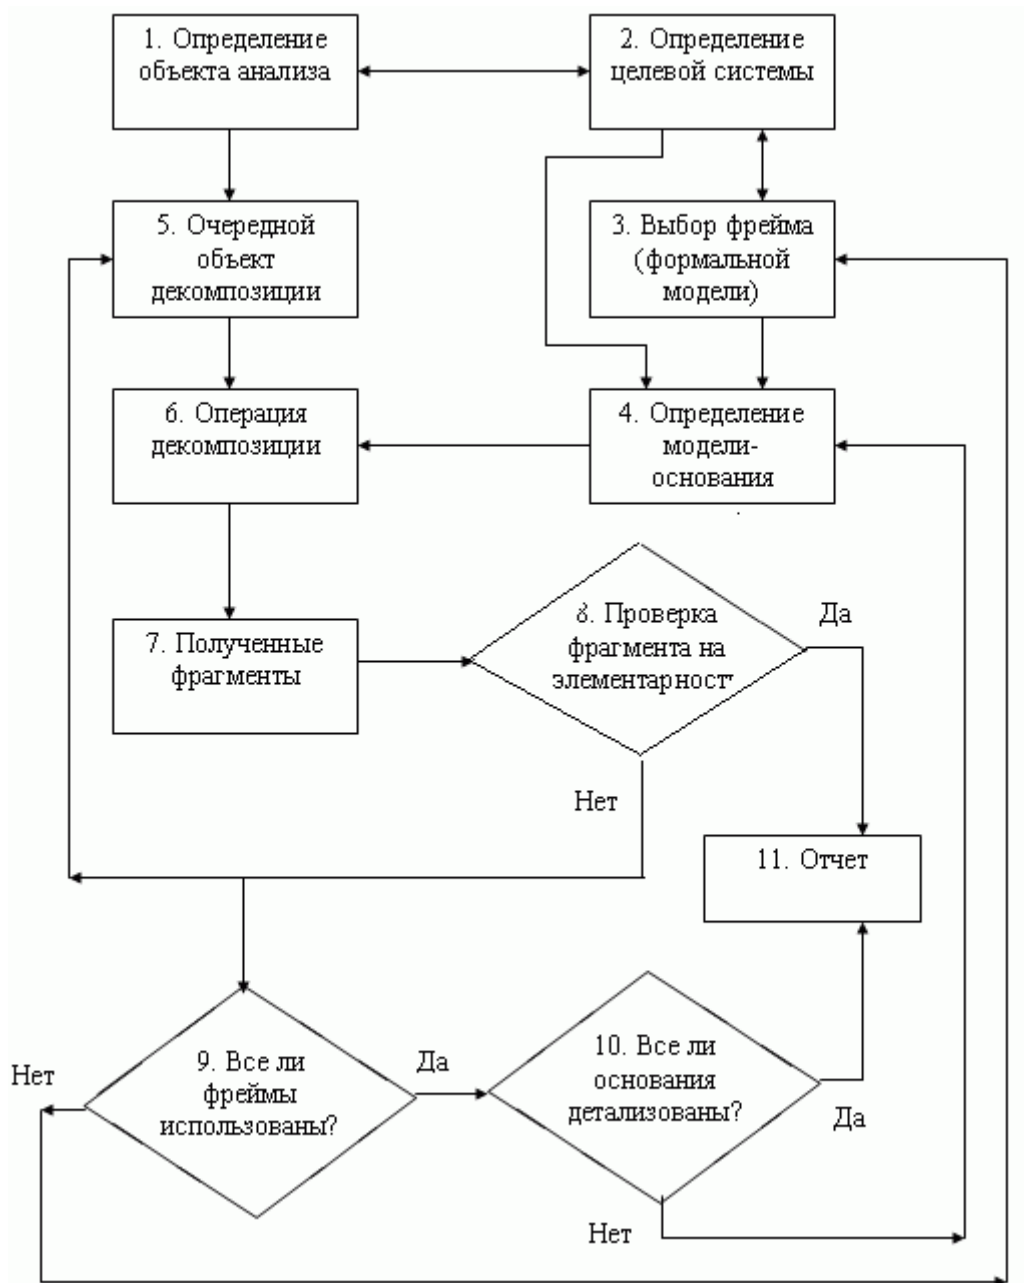 1. Определение
объекта анализа
2. Определение
целевой системы
5. Очередной
объект
декомпозиции
3. Выбор фрейма
(формальной
модели)
6. Операция
декомпозиции
4. Определение
модели-
основания
7. Полученные
фрагменты
8. Проверка
фрагмента на
элементарност
Да
Нет
11. Отчет
9. Все ли
фреймы
использованы?
Нет
Да
10. Все ли
основания
детализованы?
Да
Нет